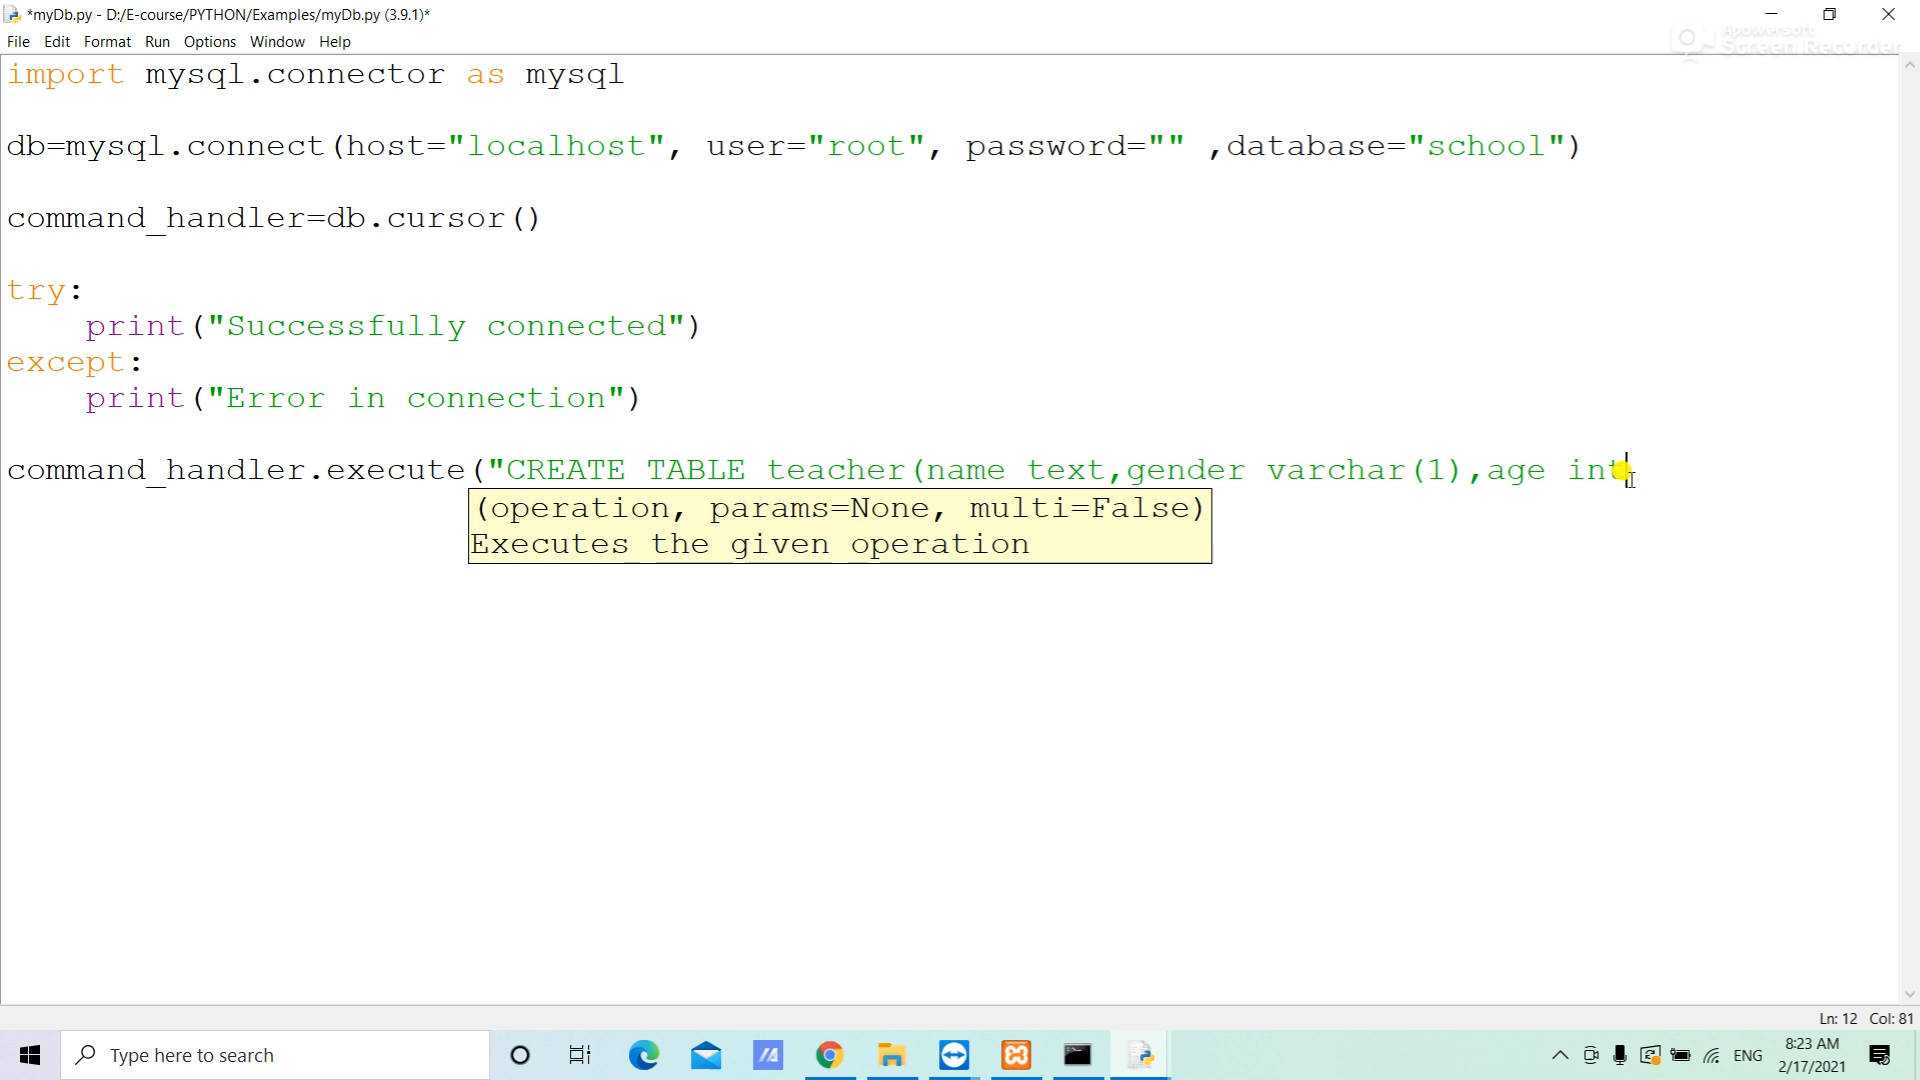 *myDb.py - D:/E-course/PYTHON/Examples/myDb.py (3.9.1)*
File Edit Format Run Options Window Help
Apowersoft
Screen Recorder
import mysql.connector as mysql
db=mysql.connect(host="localhost", user="root", password="" ,database="school")
command_handler=db.cursor()
try:
    print("Successfully connected")
except:
    print("Error in connection")
command_handler.execute("CREATE TABLE teacher(name text,gender varchar(1),age int
(operation, params=None, multi=False)
Executes the given operation
Ln: 12 Col: 81
Type here to search
ENG
8:23 AM
2/17/2021